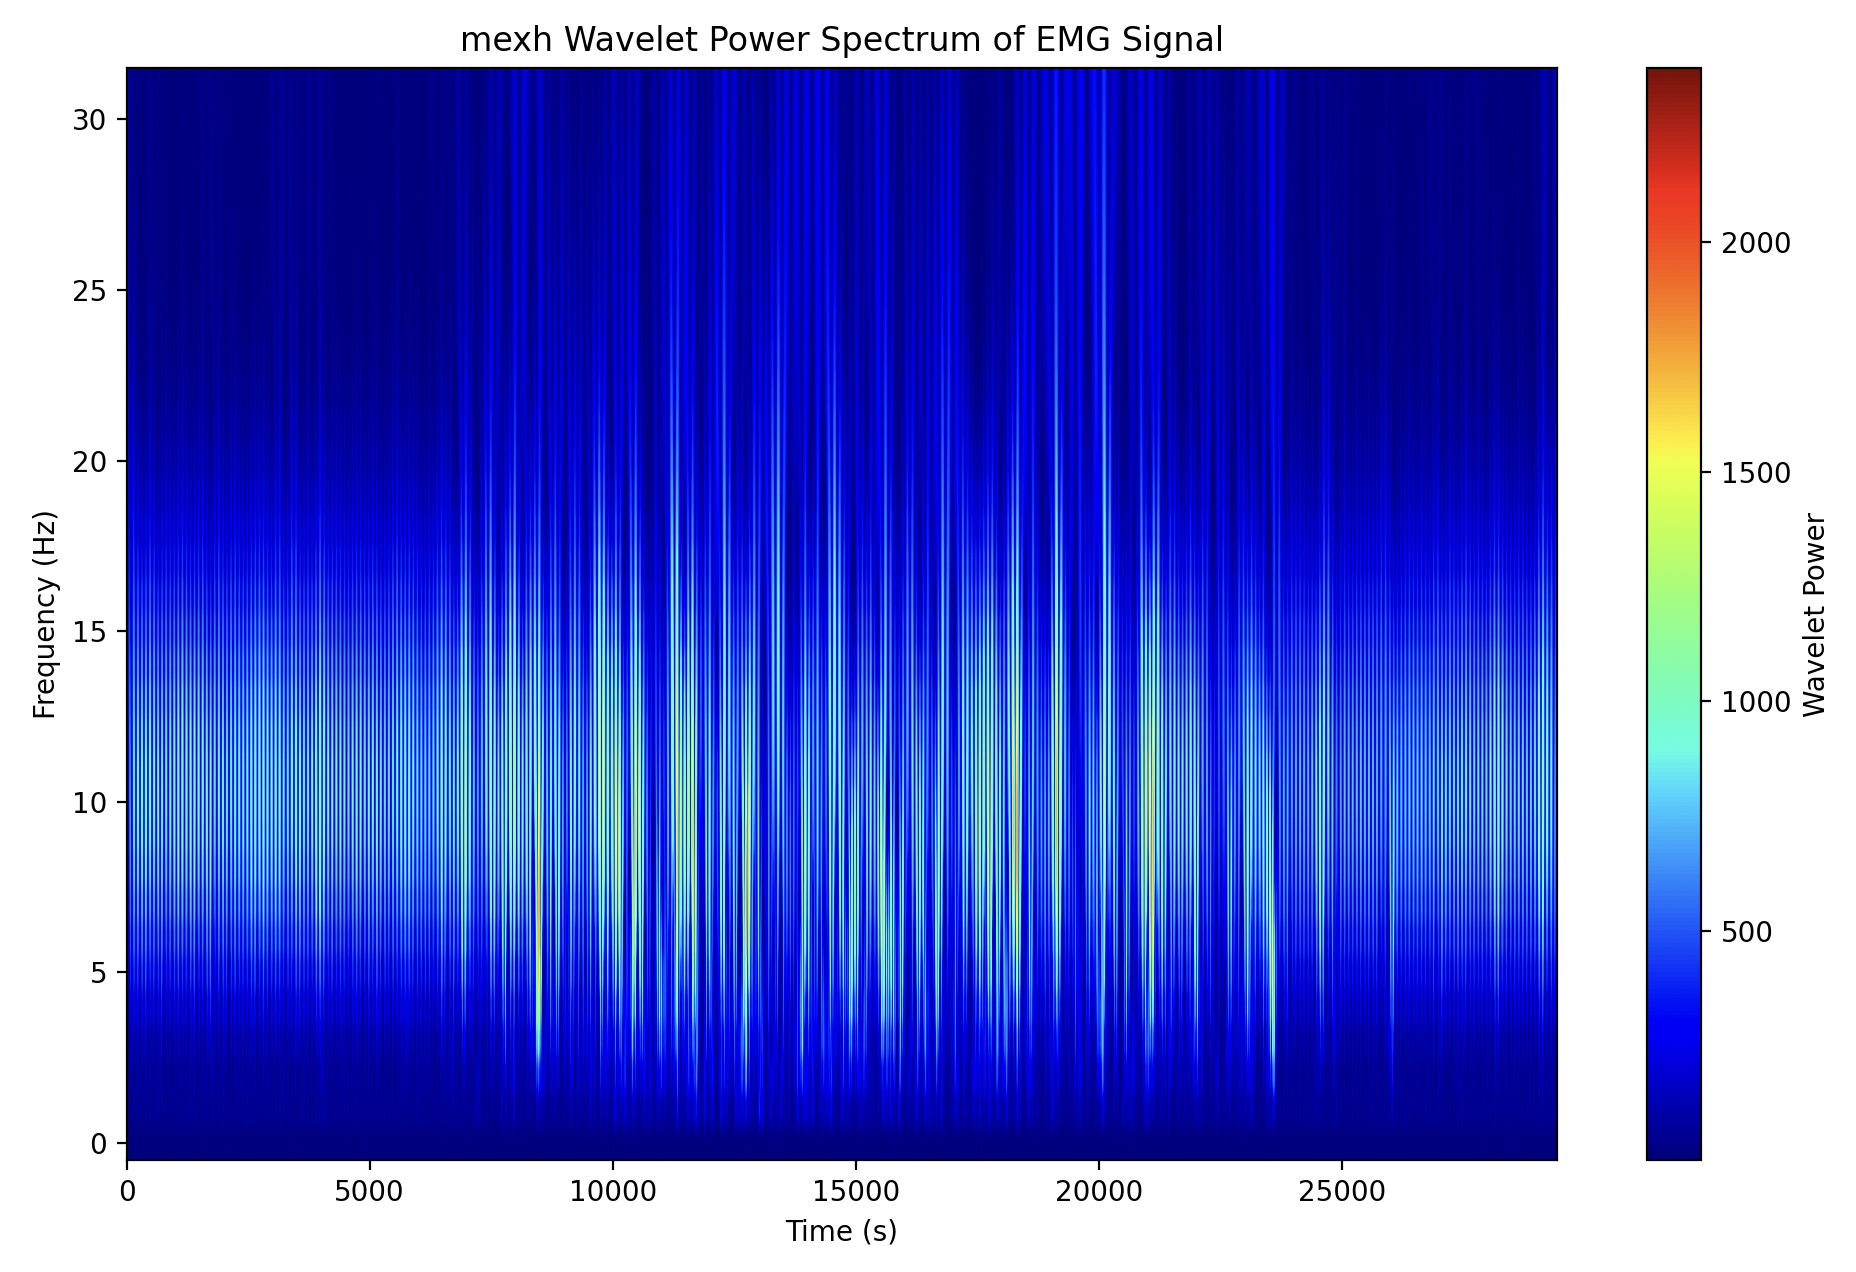 mexh Wavelet Power Spectrum of EMG Signal
30
25
20
15
10
5
0
Frequency (Hz)
0 5000 10000 15000 20000 25000
Time (s)
2000
1500
1000
500
Wavelet Power